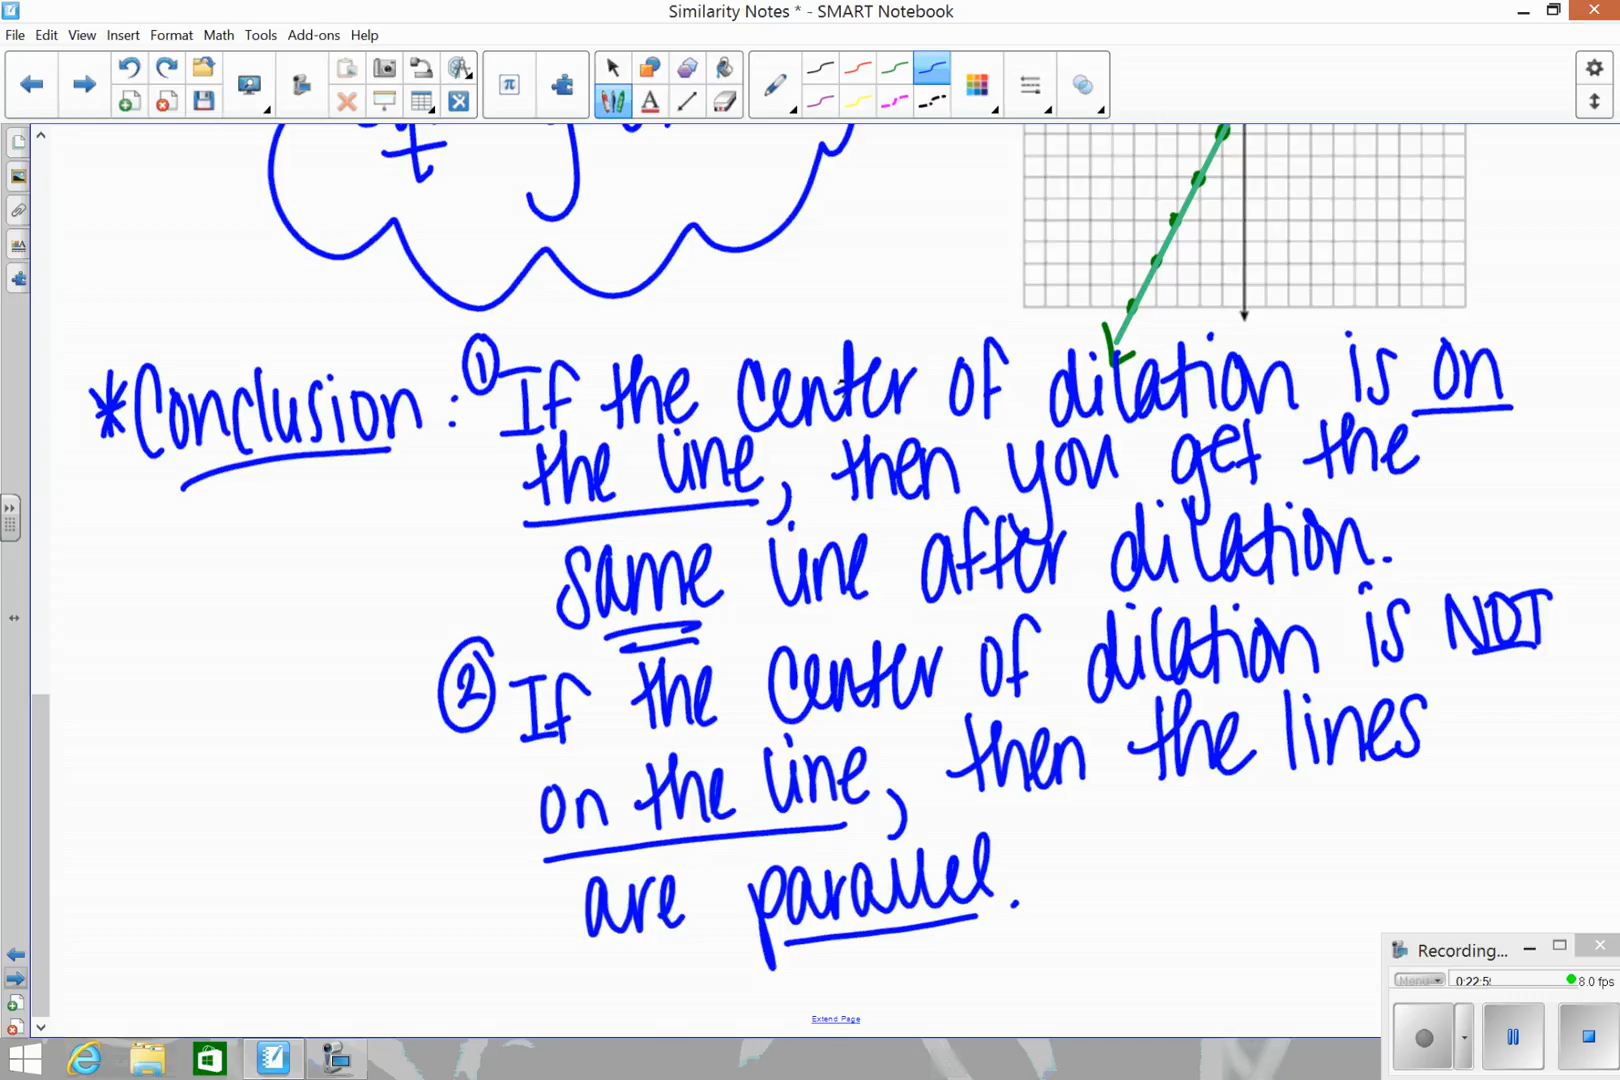 Similarity Notes * - SMART Notebook
File Edit View Insert Format Math Tools Add-ons Help
*Conclusion: ① If the center of dilation is on
the line, then you get the
same line after dilation.
② If the center of dilation is NOT
on the line, then the lines
are parallel.
Extend Page
Recording...
Menu 0:22:5 8.0 fps